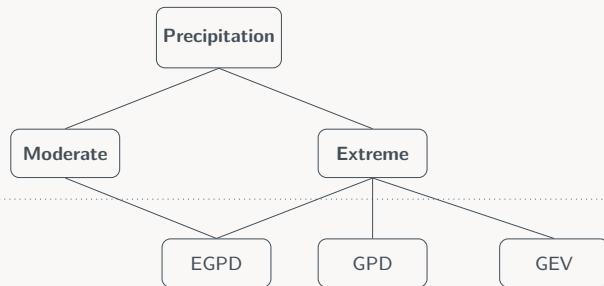 Precipitation
Moderate
Extreme
EGPD
GPD
GEV